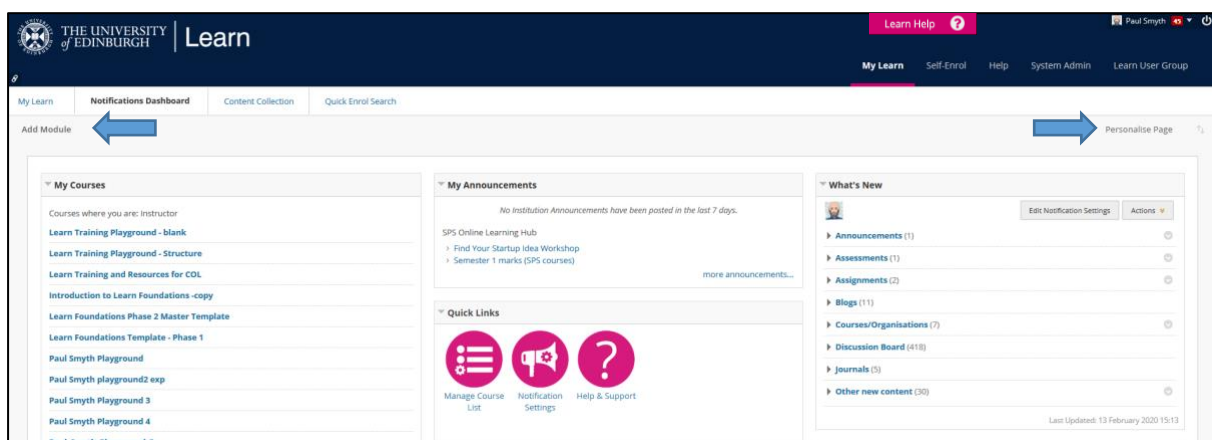 THE UNIVERSITY
of EDINBURGH
Learn
Learn Help ?
Paul Smyth 45
My Learn Self-Enrol Help System Admin Learn User Group
My Learn Notifications Dashboard Content Collection Quick Enrol Search
Add Module
Personalise Page
My Courses
Courses where you are: Instructor
Learn Training Playground - blank
Learn Training Playground - Structure
Learn Training and Resources for COL
Introduction to Learn Foundations -copy
Learn Foundations Phase 2 Master Template
Learn Foundations Template - Phase 1
Paul Smyth Playground
Paul Smyth playground2 exp
Paul Smyth Playground 3
Paul Smyth Playground 4
My Announcements
No Institution Announcements have been posted in the last 7 days.
SPS Online Learning Hub
Find Your Startup Idea Workshop
Semester 1 marks (SPS courses)
more announcements...
Quick Links
?
Manage Course
List
Notification
Settings
Help & Support
What's New
Edit Notification Settings Actions
Announcements (1)
Assessments (1)
Assignments (2)
Blogs (11)
Courses/Organisations (7)
Discussion Board (418)
Journals (5)
Other new content (30)
Last Updated: 13 February 2020 15:13